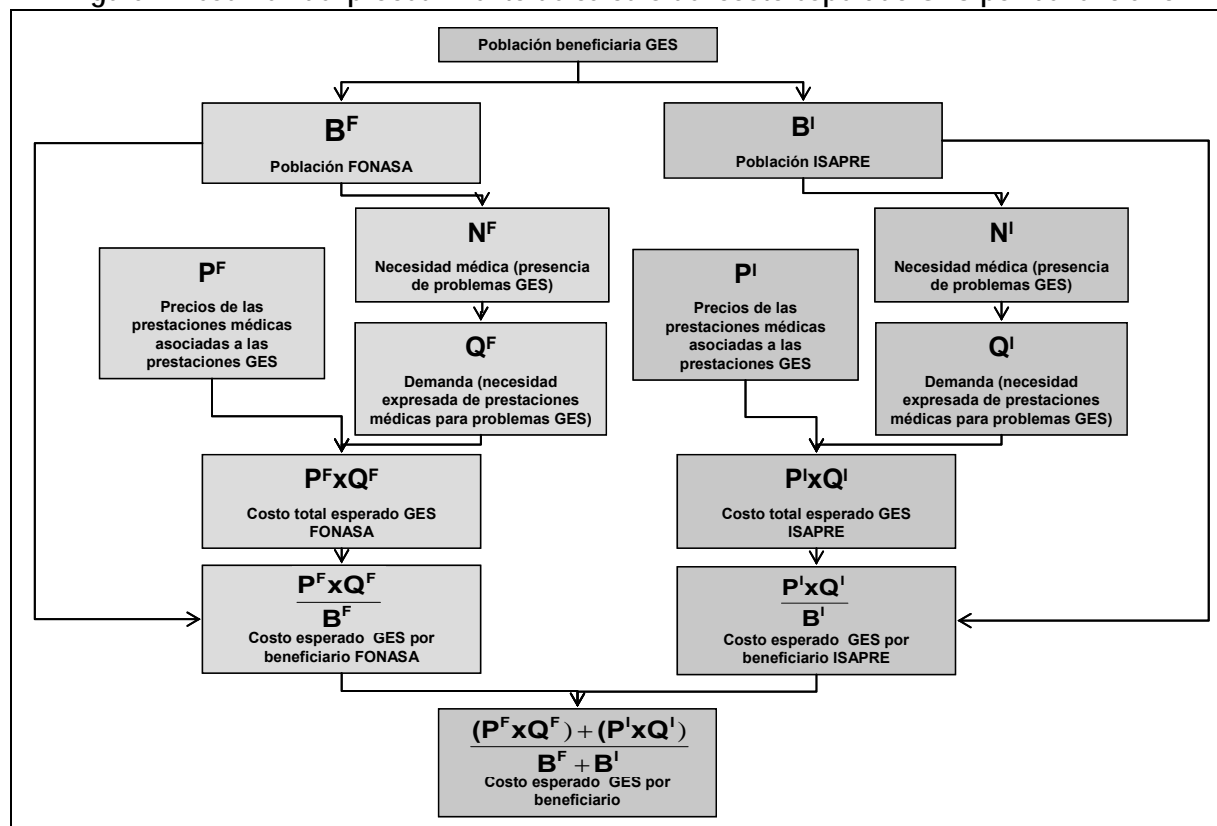 Población beneficiaria GES
B^F
Población FONASA
B^I
Población ISAPRE
N^F
Necesidad médica (presencia
de problemas GES)
N^I
Necesidad médica (presencia
de problemas GES)
P^F
Precios de las
prestaciones médicas
asociadas a las
prestaciones GES
P^I
Precios de las
prestaciones médicas
asociadas a las
prestaciones GES
Q^F
Demanda (necesidad
expresada de prestaciones
médicas para problemas GES)
Q^I
Demanda (necesidad
expresada de prestaciones
médicas para problemas GES)
P^FxQ^F
Costo total esperado GES
FONASA
P^IxQ^I
Costo total esperado GES
ISAPRE
P^FxQ^F
B^F
Costo esperado GES por
beneficiario FONASA
P^IxQ^I
B^I
Costo esperado GES por
beneficiario ISAPRE
(P^FxQ^F)+(P^IxQ^I)
B^F+B^I
Costo esperado GES por
beneficiario